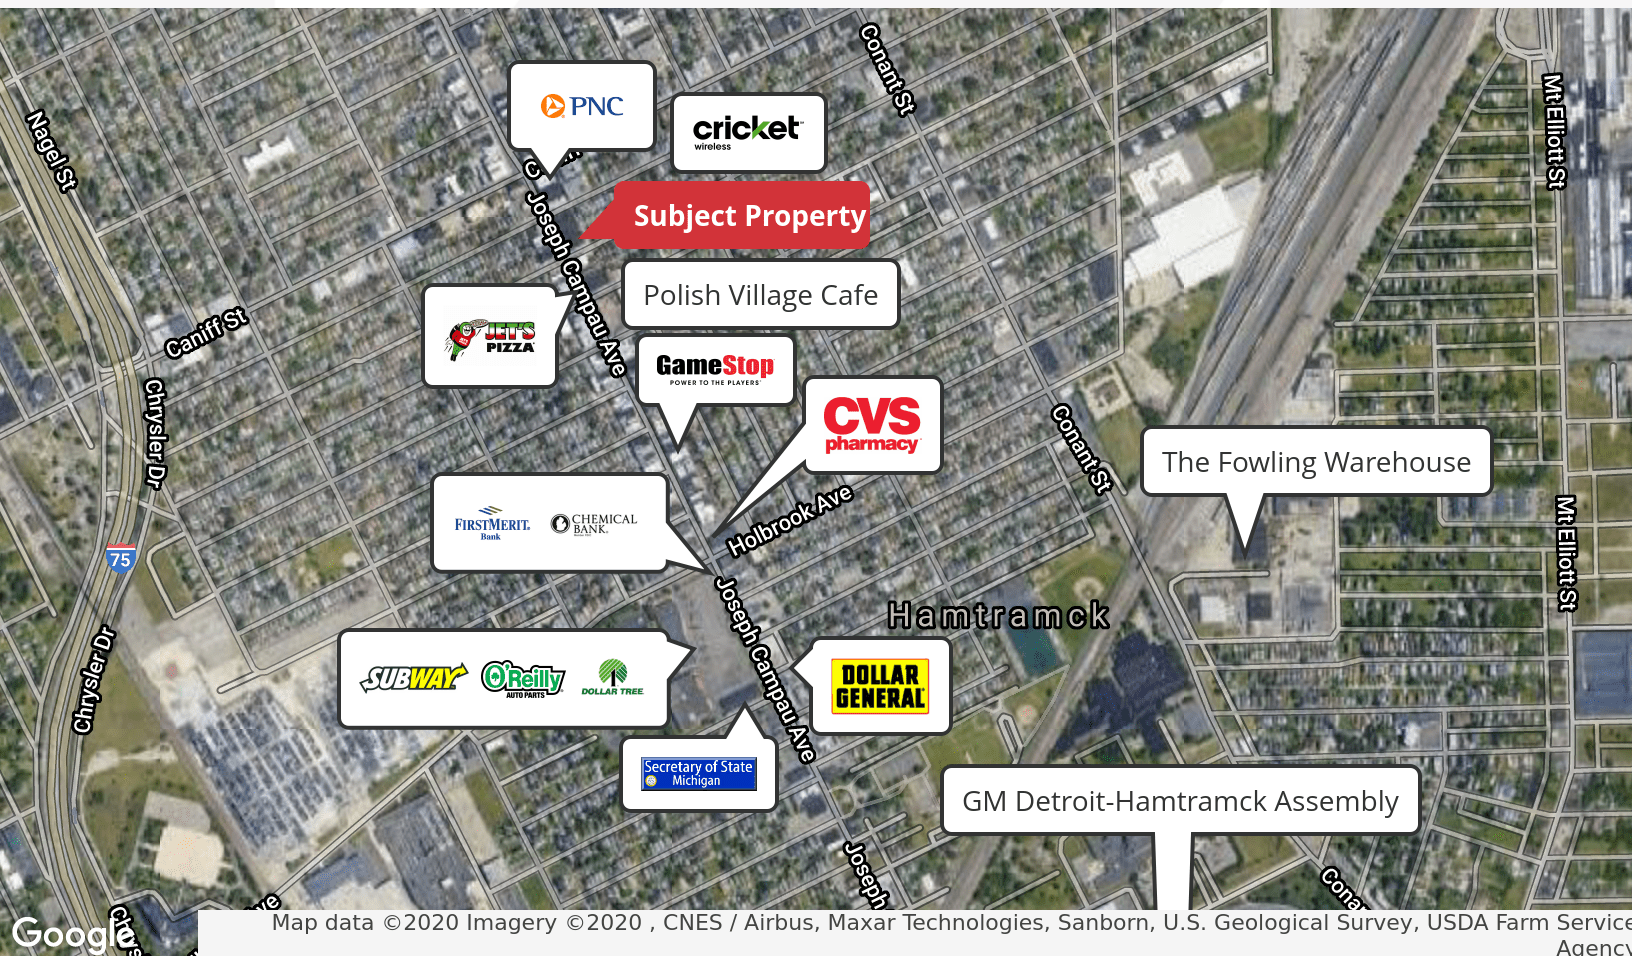 Conant St
Mt Elliott St
Nagel St
PNC
cricket
wireless
Subject Property
Joseph Campau Ave
Polish Village Cafe
Caniff St
JET'S
PIZZA
GameStop
POWER TO THE PLAYERS
CVS
pharmacy
Chrysler Dr
Conant St
The Fowling Warehouse
FIRSTMERIT
Bank
CHEMICAL
BANK
Holbrook Ave
Mt Elliott St
75
Joseph Campau Ave
Hamtramck
Chrysler Dr
SUBWAY
O'Reilly
AUTO PARTS
DOLLAR TREE
DOLLAR
GENERAL
Secretary of State
Michigan
GM Detroit-Hamtramck Assembly
Joseph
Cona
Google
Map data ©2020 Imagery ©2020 , CNES / Airbus, Maxar Technologies, Sanborn, U.S. Geological Survey, USDA Farm Service
Agency